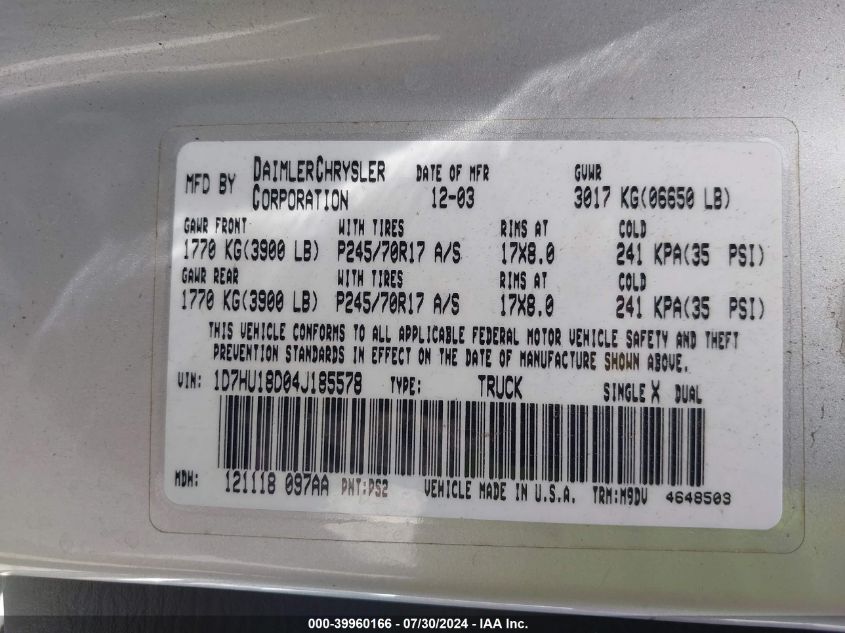 MFD BY DAIMLERCHRYSLER CORPORATION DATE OF MFR 12-03 GVWR 3017 KG(06650 LB)
GAWR FRONT WITH TIRES RIMS AT COLD
1770 KG(3900 LB) P245/70R17 A/S 17X8.0 241 KPA(35 PSI)
GAWR REAR WITH TIRES RIMS AT COLD
1770 KG(3900 LB) P245/70R17 A/S 17X8.0 241 KPA(35 PSI)
THIS VEHICLE CONFORMS TO ALL APPLICABLE FEDERAL MOTOR VEHICLE SAFETY AND THEFT
PREVENTION STANDARDS IN EFFECT ON THE DATE OF MANUFACTURE SHOWN ABOVE.
VIN: 1D7HU18D04J185578 TYPE: TRUCK SINGLE X DUAL
MDH: 121118 097AA PNT:PS2 VEHICLE MADE IN U.S.A. TRM:M9DV 4648503
000-39960166 - 07/30/2024 - IAA Inc.